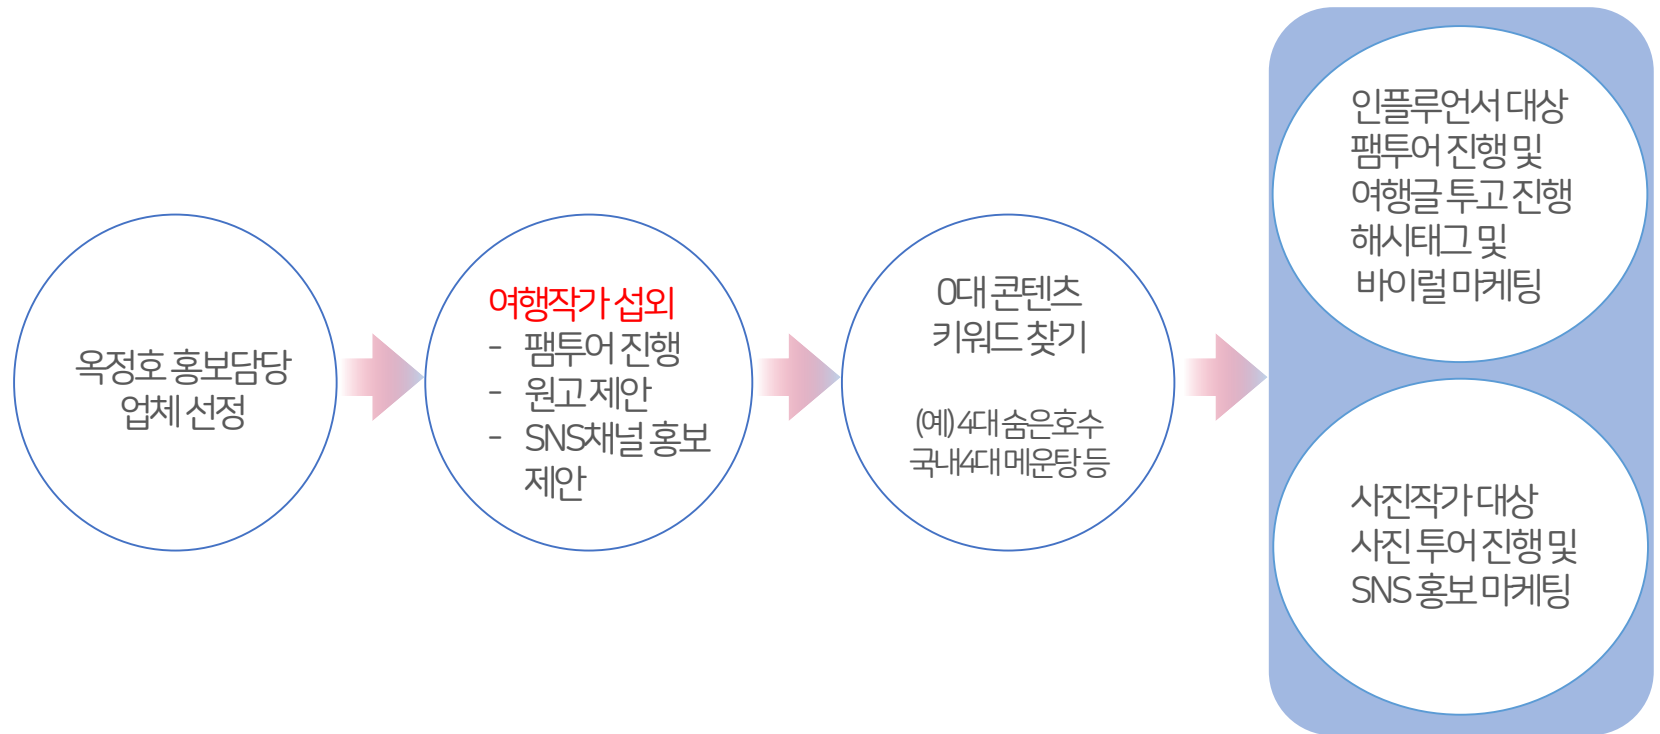 옥정호 홍보담당
업체 선정
여행작가 섭외
- 팸투어 진행
- 원고 제안
- SNS채널 홍보
제안
0대 콘텐츠
키워드 찾기
(예) 4대 숨은호수
국내4대 메운탕 등
인플루언서 대상
팸투어 진행 및
여행글 투고 진행
해시태그 및
바이럴 마케팅
사진작가 대상
사진 투어 진행 및
SNS 홍보 마케팅